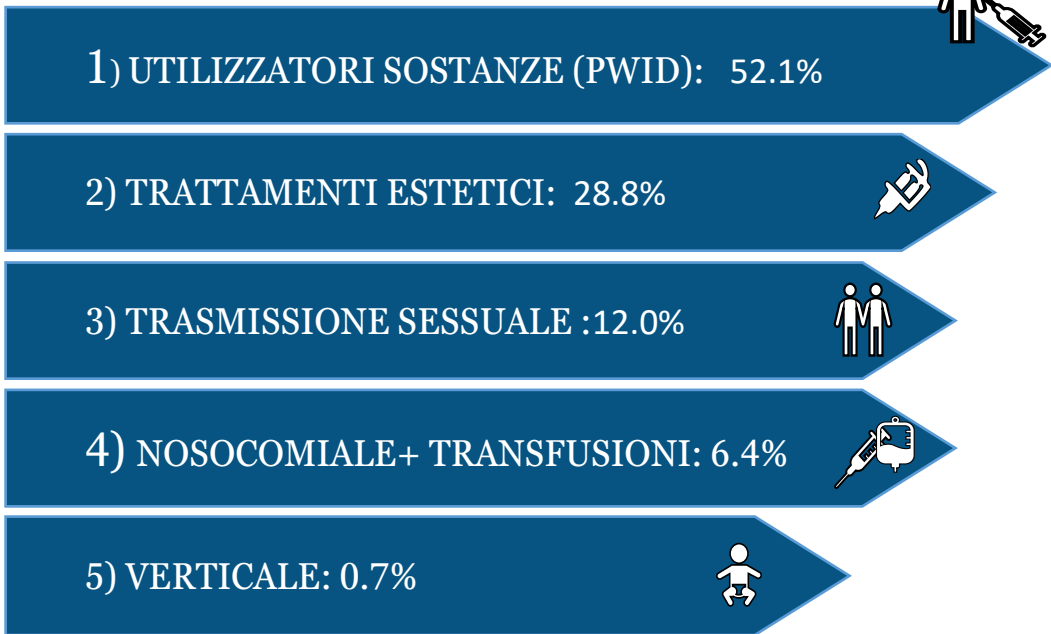 1) UTILIZZATORI SOSTANZE (PWID): 52.1%
2) TRATTAMENTI ESTETICI: 28.8%
3) TRASMISSIONE SESSUALE :12.0%
4) NOSOCOMIALE+ TRANSFUSIONI: 6.4%
5) VERTICALE: 0.7%